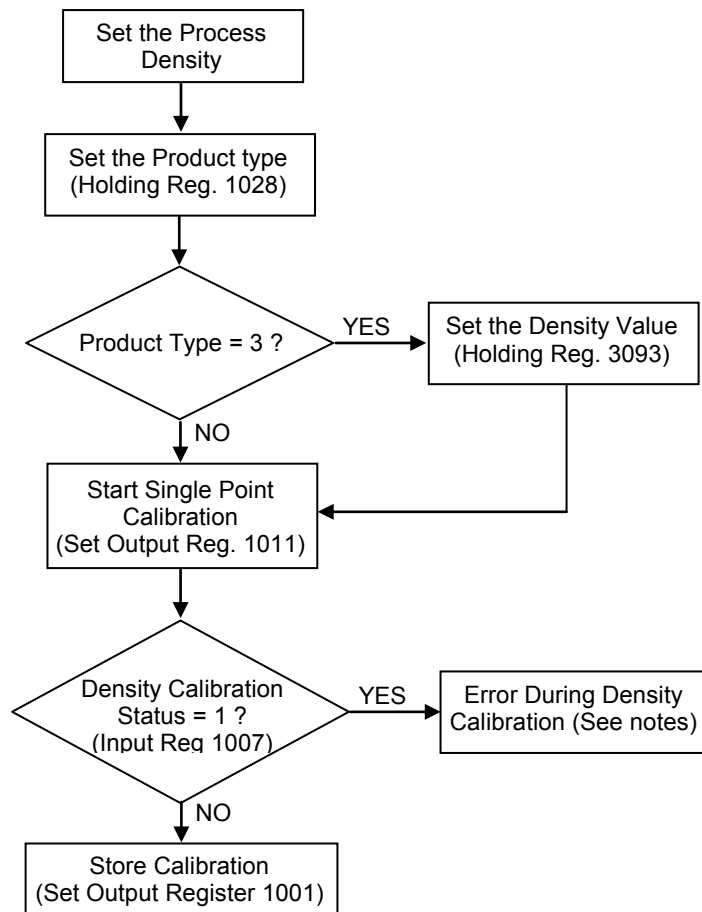 Set the Process
Density
Set the Product type
(Holding Reg. 1028)
Product Type = 3 ?
YES
Set the Density Value
(Holding Reg. 3093)
NO
Start Single Point
Calibration
(Set Output Reg. 1011)
Density Calibration
Status = 1 ?
(Input Reg 1007)
YES
Error During Density
Calibration (See notes)
NO
Store Calibration
(Set Output Register 1001)